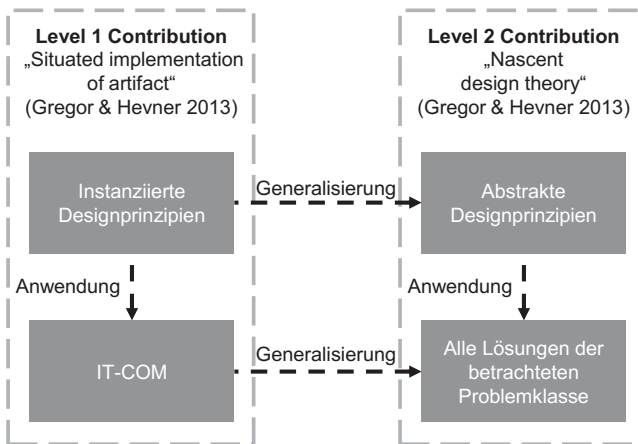 Level 1 Contribution
„Situated implementation
of artifact“
(Gregor & Hevner 2013)
Level 2 Contribution
„Nascent
design theory“
(Gregor & Hevner 2013)
Instanziierte
Designprinzipien
Generalisierung
Abstrakte
Designprinzipien
Anwendung
Anwendung
IT-COM
Generalisierung
Alle Lösungen der
betrachteten
Problemklasse